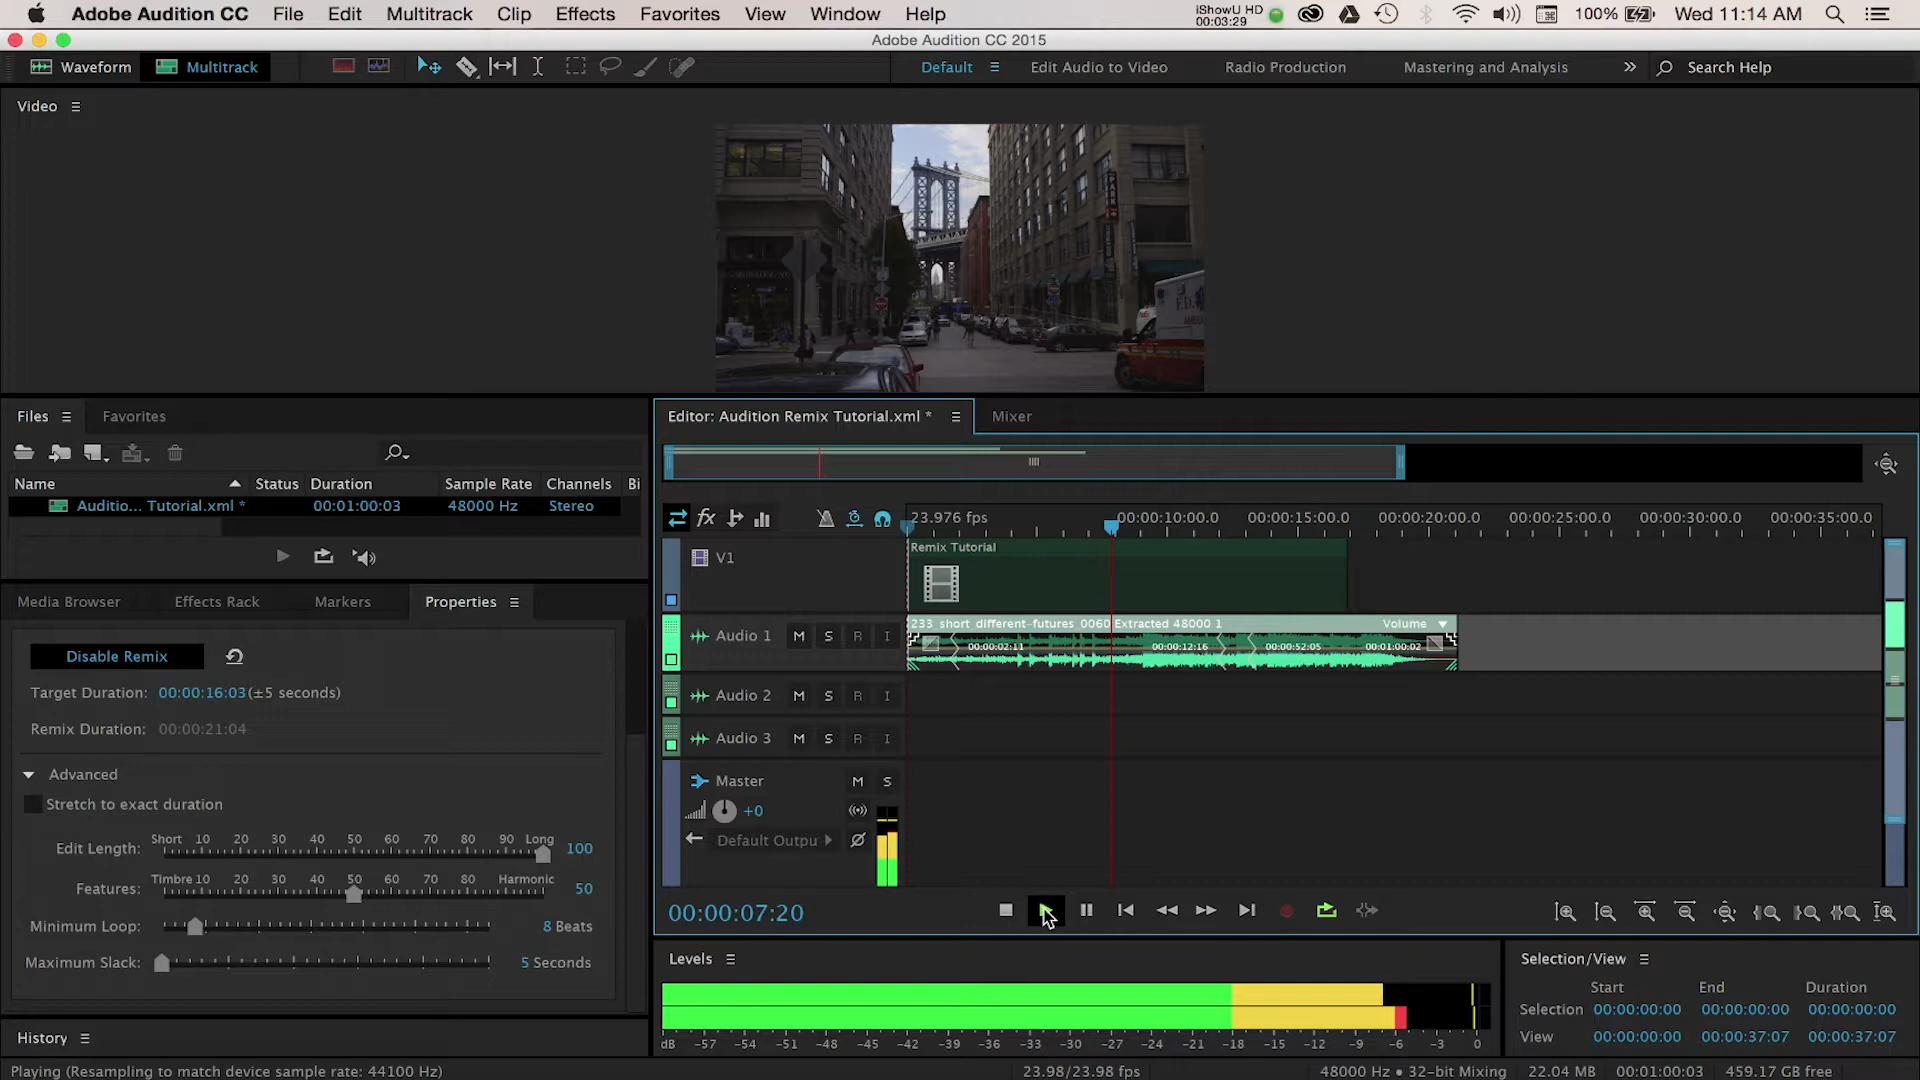 Adobe Audition CC File Edit Multitrack Clip Effects Favorites View Window Help iShowU HD 00:03:29 100% Wed 11:14 AM
Adobe Audition CC 2015
Waveform Multitrack Default Edit Audio to Video Radio Production Mastering and Analysis Search Help
Video
PARK
Files Favorites
Name Status Duration Sample Rate Channels Bi
Auditio... Tutorial.xml * 00:01:00:03 48000 Hz Stereo
Media Browser Effects Rack Markers Properties
Disable Remix
Target Duration: 00:00:16:03 (±5 seconds)
Remix Duration: 00:00:21:04
Advanced
Stretch to exact duration
Short 10 20 30 40 50 60 70 80 90 Long
Edit Length: 100
Timbre 10 20 30 40 50 60 70 80 Harmonic
Features: 50
Minimum Loop: 8 Beats
Maximum Slack: 5 Seconds
History
Editor: Audition Remix Tutorial.xml * Mixer
fx 23.976 fps 00:00:10:00.0 00:00:15:00.0 00:00:20:00.0 00:00:25:00.0 00:00:30:00.0 00:00:35:00.0
Remix Tutorial
V1
233_short_different-futures_0060 Extracted 48000 1 Volume
Audio 1 M S R I
00:00:02:11 00:00:12:16 00:00:52:05 00:01:00:02
Audio 2 M S R I
Audio 3 M S R I
Master M S
+0
Default Outpu
00:00:07:20
Levels
dB -57 -54 -51 -48 -45 -42 -39 -36 -33 -30 -27 -24 -21 -18 -15 -12 -9 -6 -3 0
Selection/View
Start End Duration
Selection 00:00:00:00 00:00:00:00 00:00:00:00
View 00:00:00:00 00:00:37:07 00:00:37:07
Playing (Resampling to match device sample rate: 44100 Hz) 23.98/23.98 fps 48000 Hz • 32-bit Mixing 22.04 MB 00:01:00:03 459.17 GB free